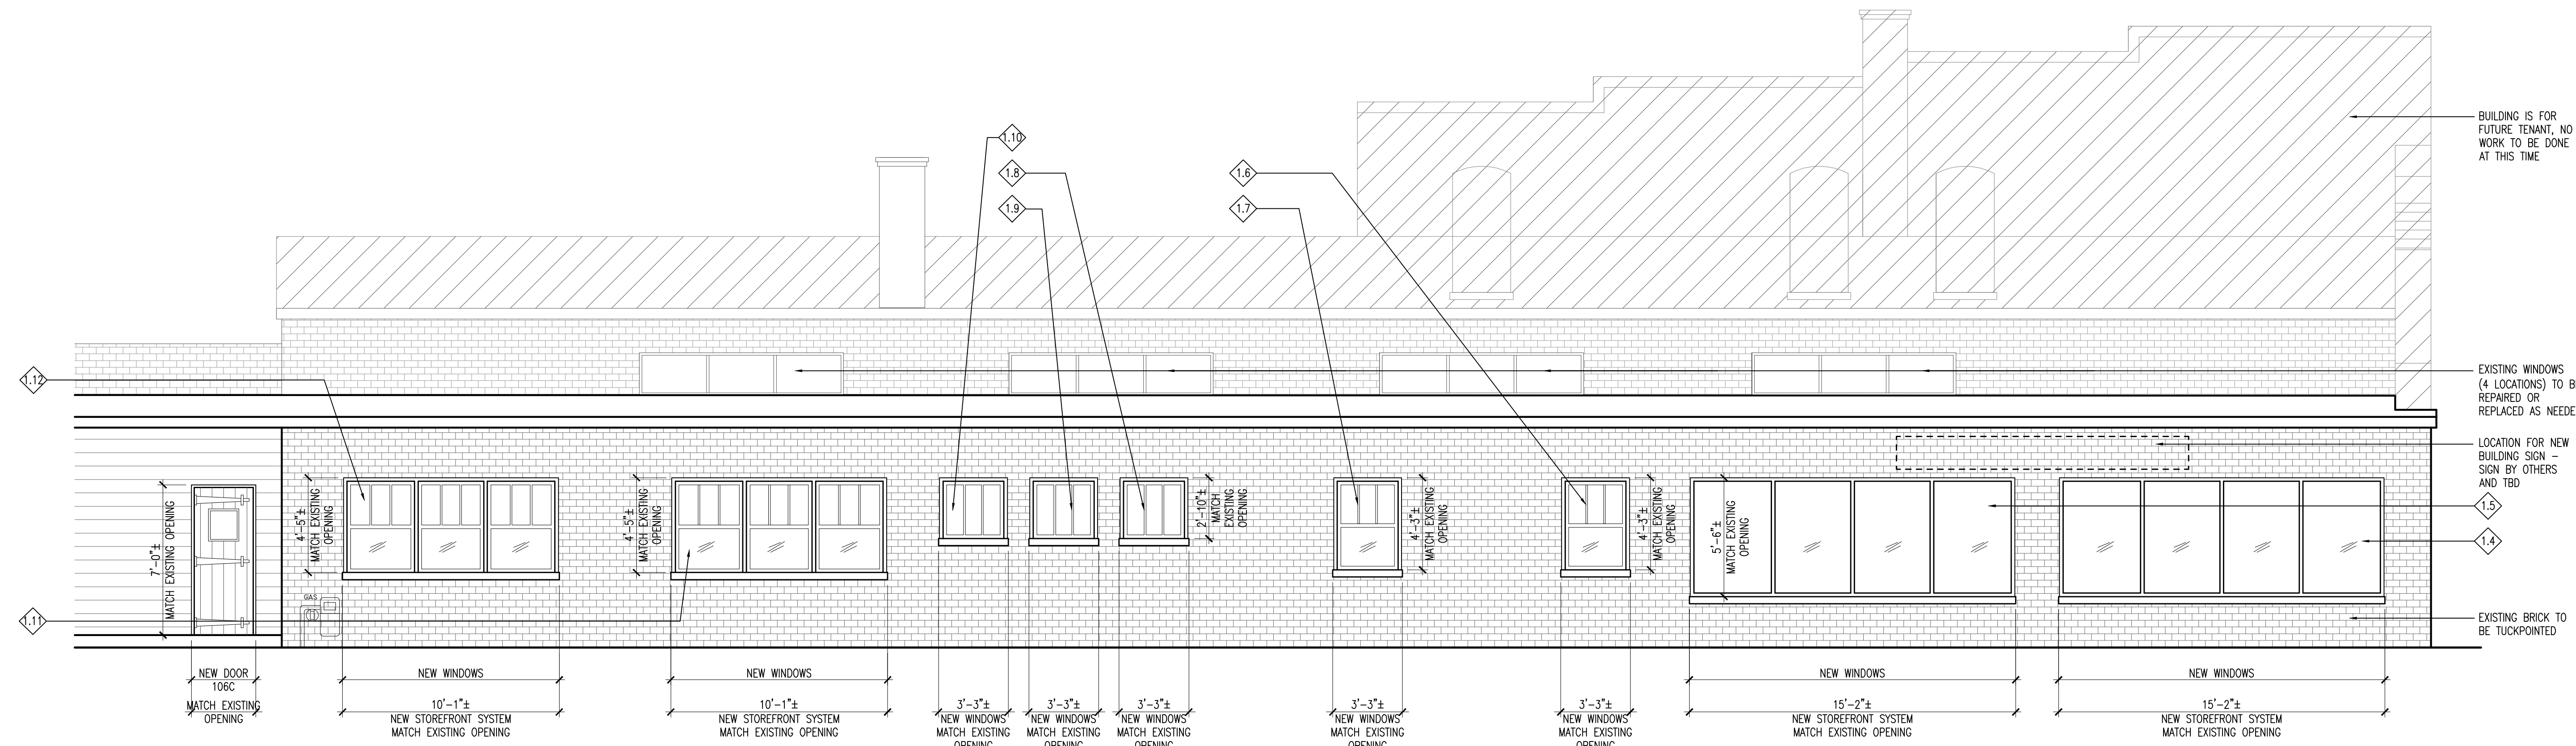 1.10
1.8
1.9
1.6
1.7
BUILDING IS FOR
FUTURE TENANT, NO
WORK TO BE DONE
AT THIS TIME
1.12
EXISTING WINDOWS
(4 LOCATIONS) TO B
REPAIRED OR
REPLACED AS NEEDE
LOCATION FOR NEW
BUILDING SIGN –
SIGN BY OTHERS
AND TBD
1.5
1.4
EXISTING BRICK TO
BE TUCKPOINTED
1.11
7'-0"±
MATCH EXISTING OPENING
GAS
4'-5"±
MATCH EXISTING
OPENING
4'-5"±
MATCH EXISTING
OPENING
2'-10"±
MATCH
EXISTING
OPENING
4'-3"±
MATCH EXISTING
OPENING
4'-3"±
MATCH EXISTING
OPENING
5'-6"±
MATCH EXISTING
OPENING
NEW DOOR
106C
MATCH EXISTING
OPENING
NEW WINDOWS
10'-1"±
NEW STOREFRONT SYSTEM
MATCH EXISTING OPENING
NEW WINDOWS
10'-1"±
NEW STOREFRONT SYSTEM
MATCH EXISTING OPENING
3'-3"±
NEW WINDOWS
MATCH EXISTING
OPENING
3'-3"±
NEW WINDOWS
MATCH EXISTING
OPENING
3'-3"±
NEW WINDOWS
MATCH EXISTING
OPENING
3'-3"±
NEW WINDOWS
MATCH EXISTING
OPENING
3'-3"±
NEW WINDOWS
MATCH EXISTING
OPENING
NEW WINDOWS
15'-2"±
NEW STOREFRONT SYSTEM
MATCH EXISTING OPENING
NEW WINDOWS
15'-2"±
NEW STOREFRONT SYSTEM
MATCH EXISTING OPENING